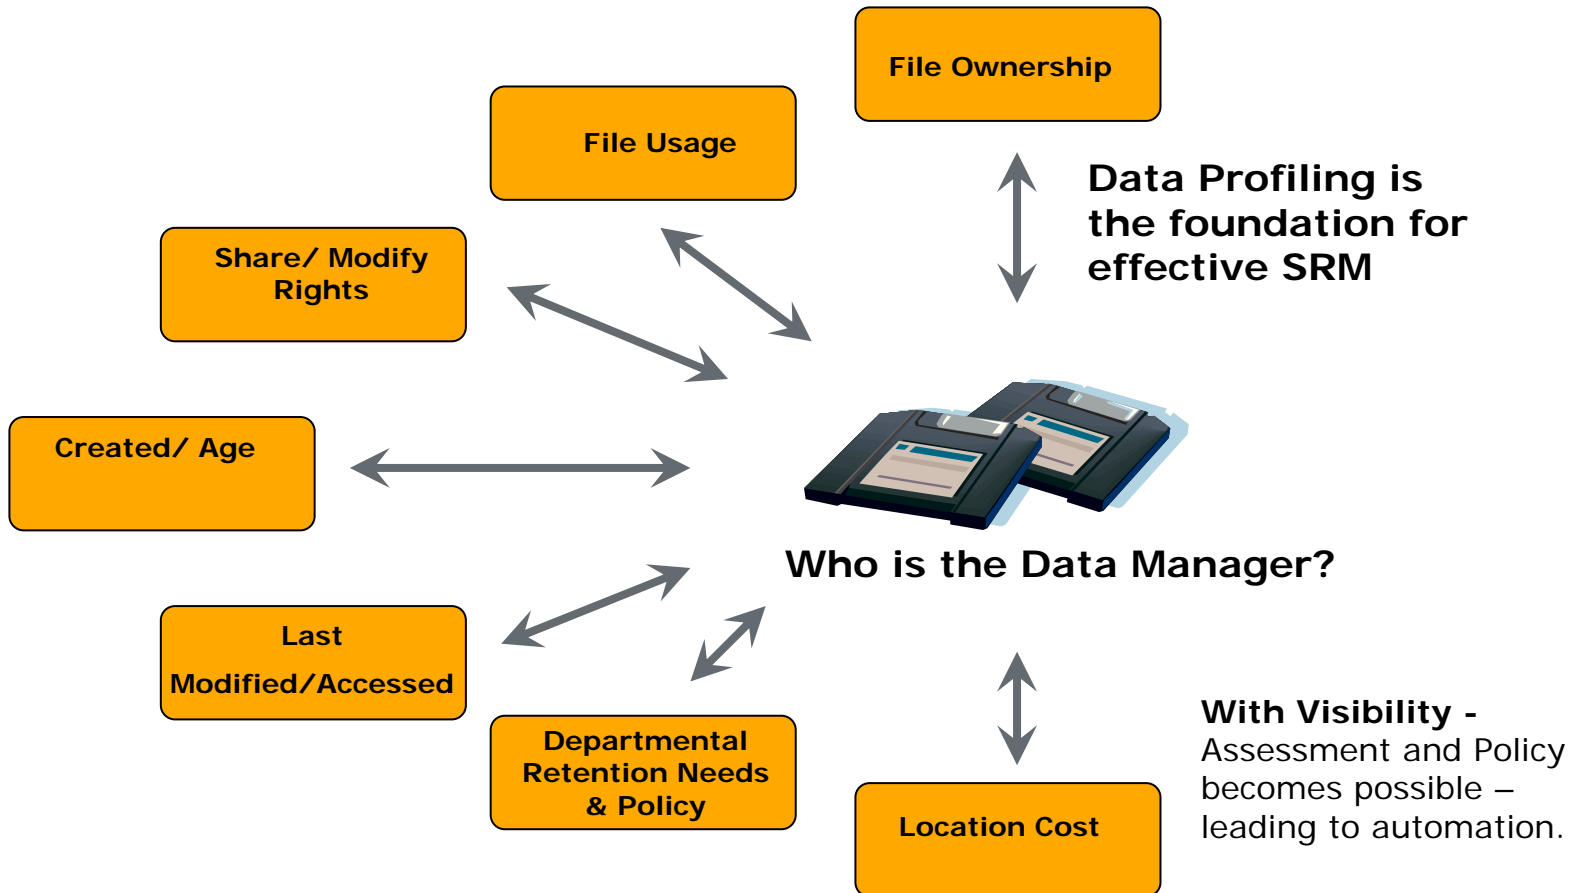 File Ownership
File Usage
Data Profiling is
the foundation for
effective SRM
Share/ Modify
Rights
Created/ Age
Who is the Data Manager?
Last
Modified/Accessed
Departmental
Retention Needs
& Policy
Location Cost
With Visibility -
Assessment and Policy
becomes possible –
leading to automation.